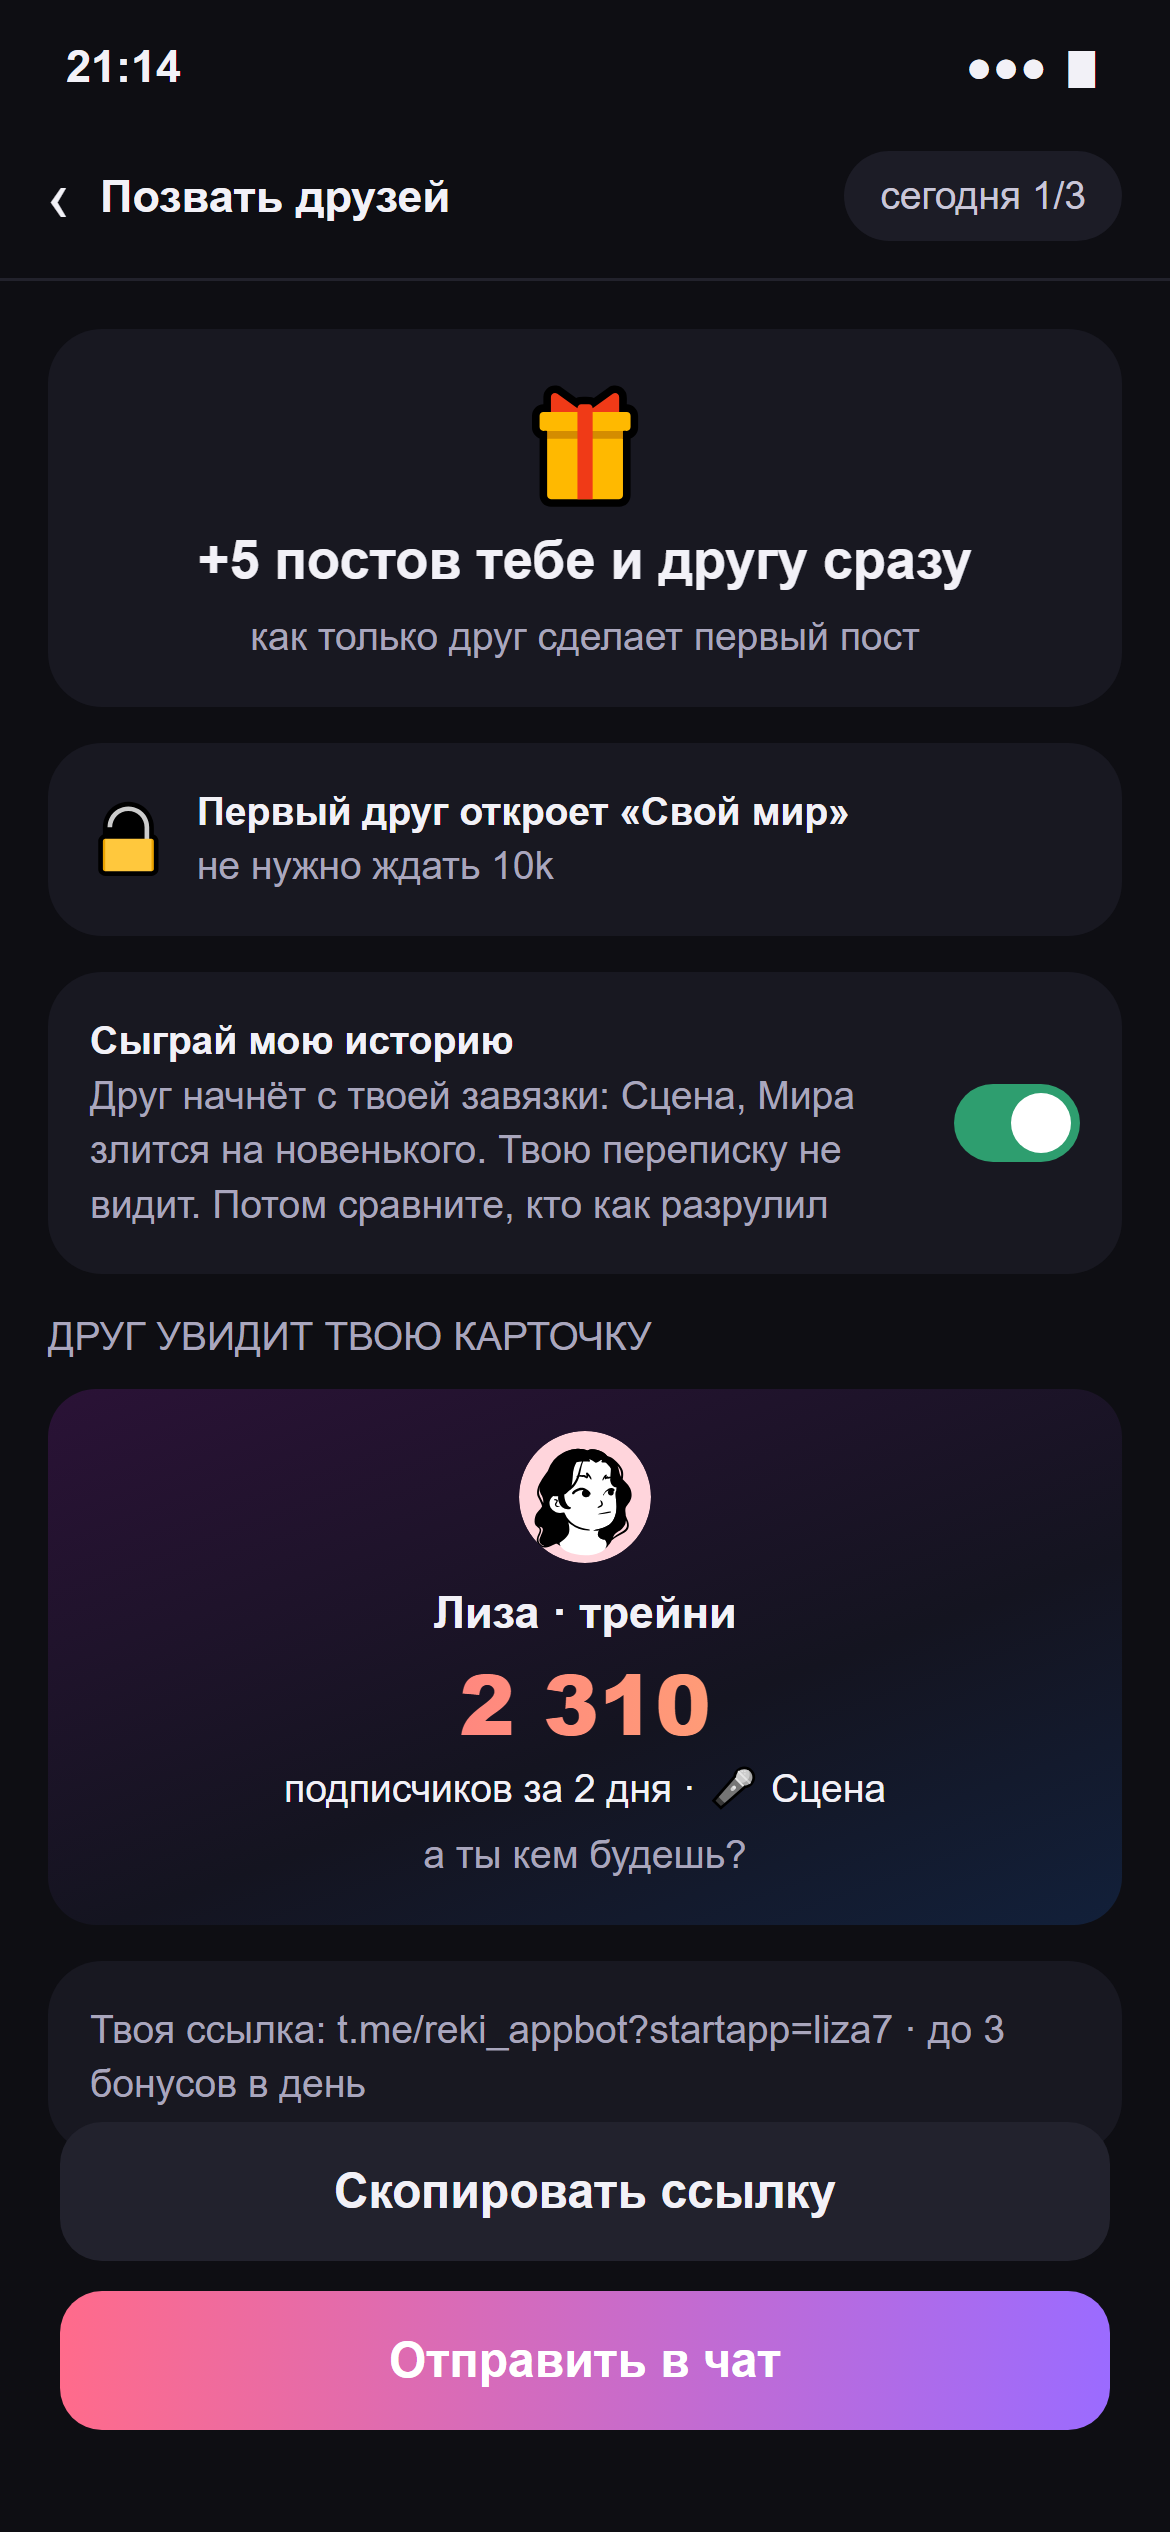 21:14
Позвать друзей
сегодня 1/3
+5 постов тебе и другу сразу
как только друг сделает первый пост
Первый друг откроет «Свой мир»
не нужно ждать 10k
Сыграй мою историю
Друг начнёт с твоей завязки: Сцена, Мира
злится на новенького. Твою переписку не
видит. Потом сравните, кто как разрулил
ДРУГ УВИДИТ ТВОЮ КАРТОЧКУ
Лиза · трейни
2 310
подписчиков за 2 дня · 🎤 Сцена
а ты кем будешь?
Твоя ссылка: t.me/reki_appbot?startapp=liza7 · до 3
бонусов в день
Скопировать ссылку
Отправить в чат